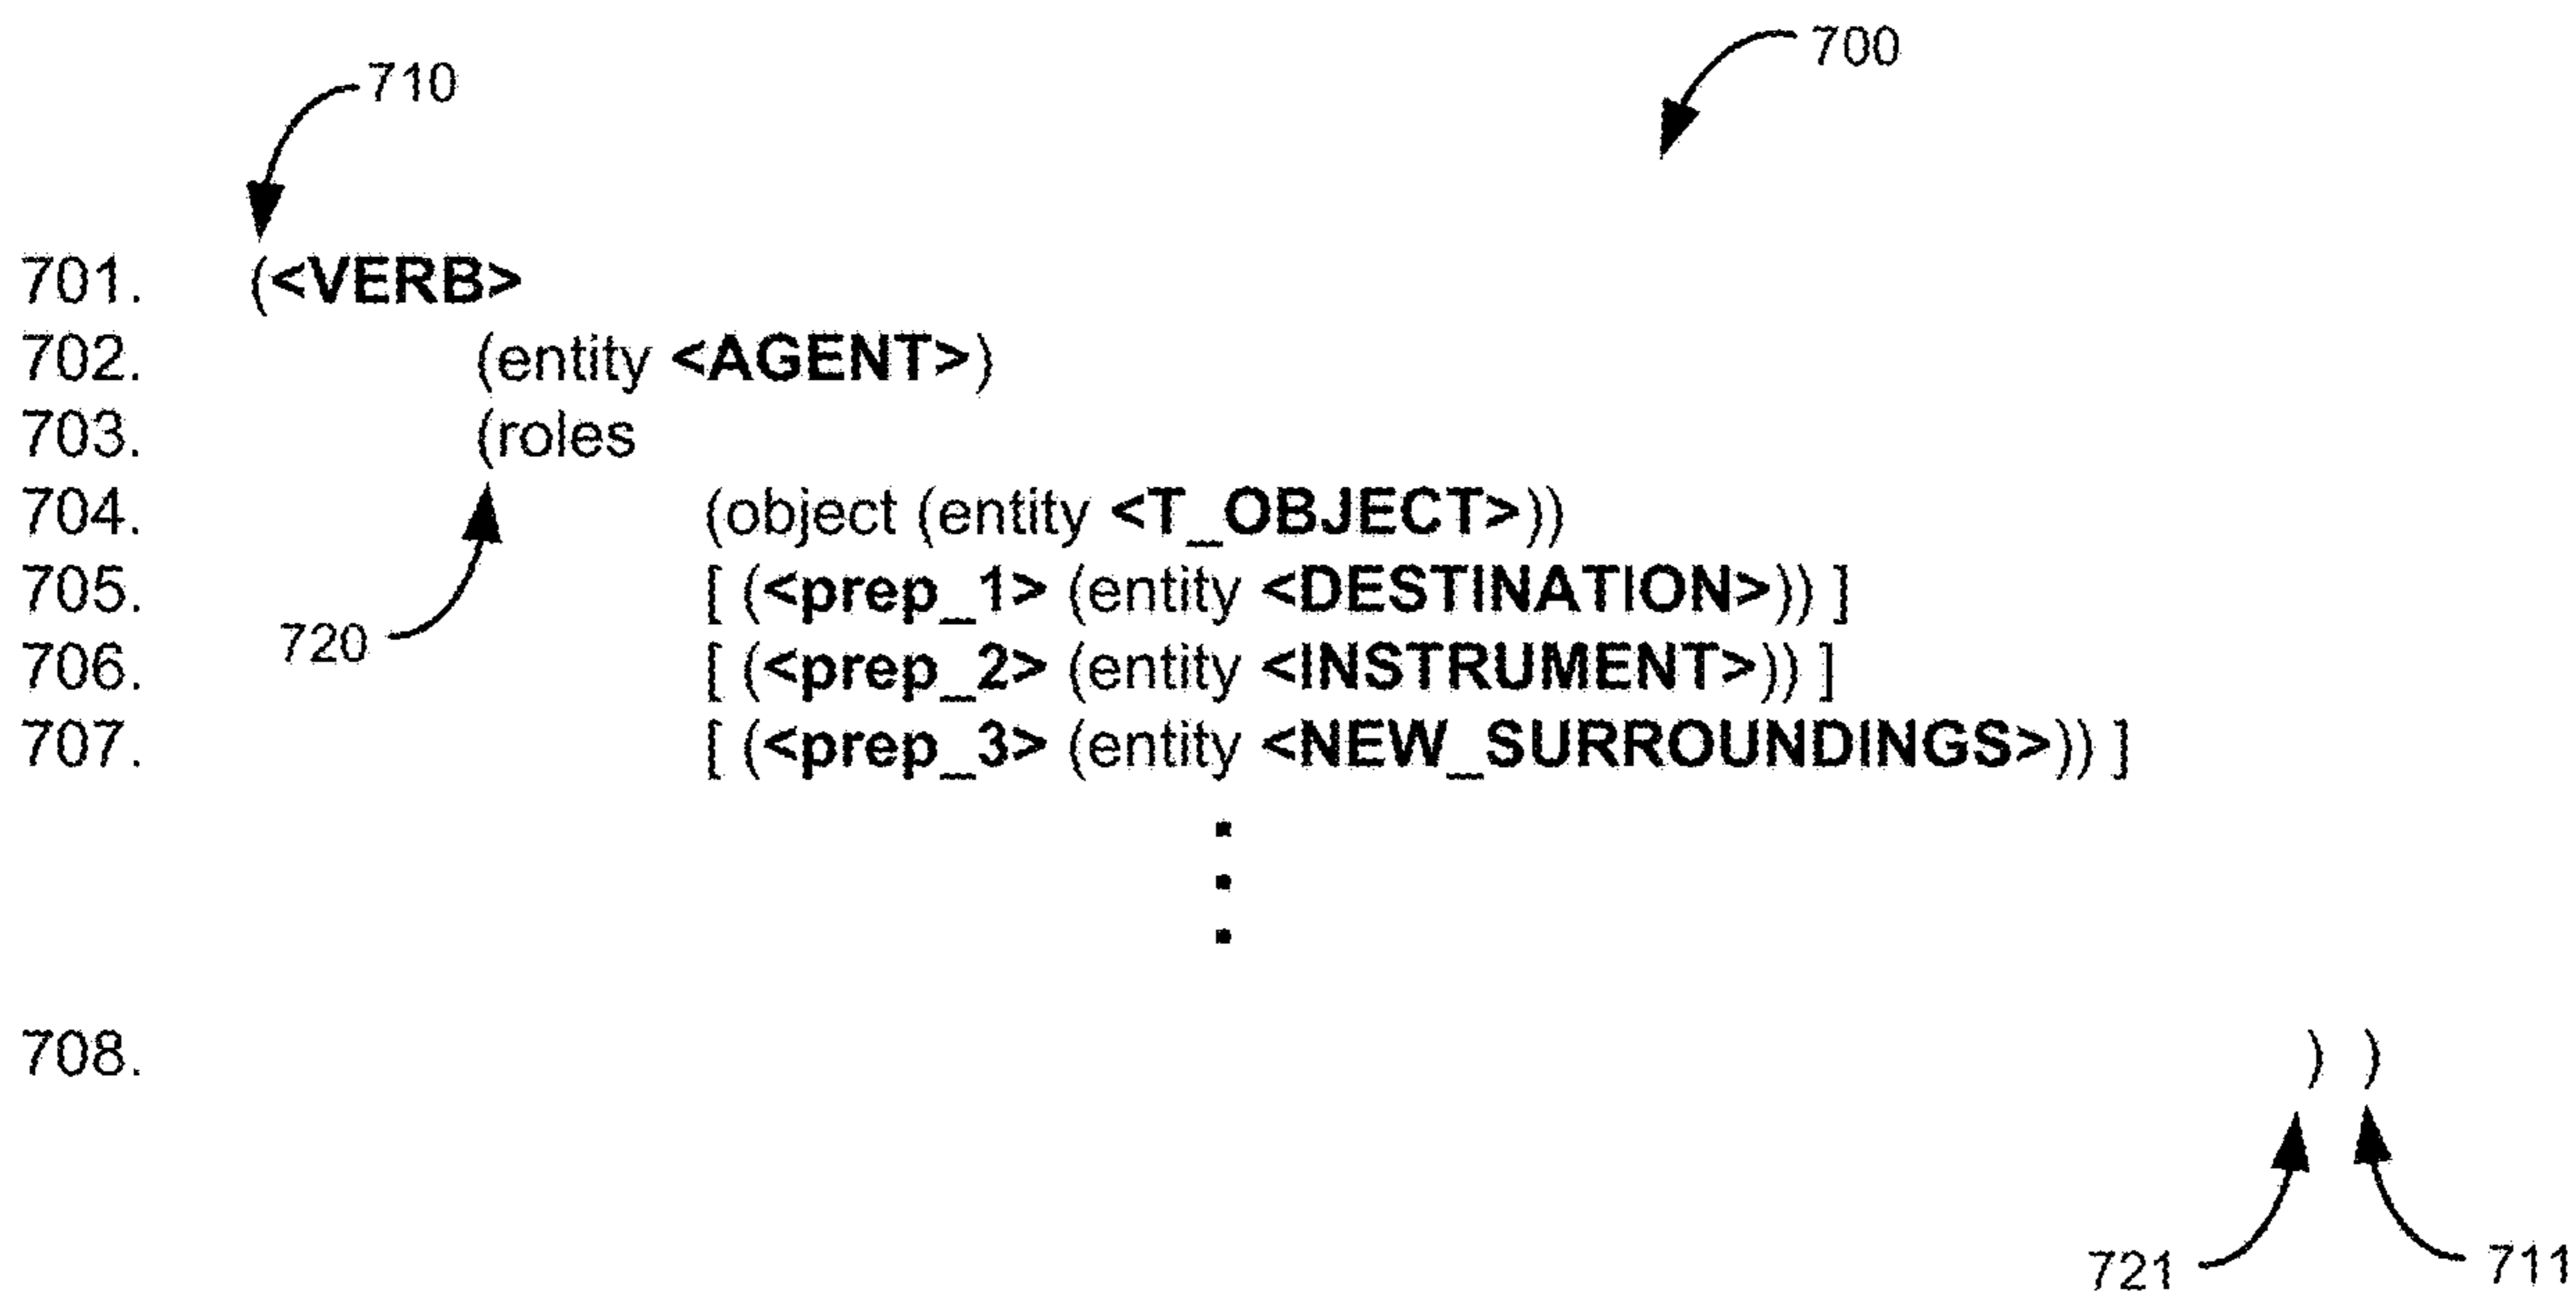 700
710
701. (<VERB>
702. (entity <AGENT>)
703. (roles
704. (object (entity <T_OBJECT>))
705. [ (<prep_1> (entity <DESTINATION>)) ]
720
706. [ (<prep_2> (entity <INSTRUMENT>)) ]
707. [ (<prep_3> (entity <NEW_SURROUNDINGS>)) ]
708. ) )
721 711